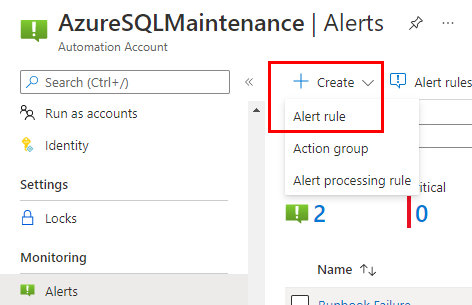 AzureSQLMaintenance | Alerts
Automation Account
Search (Ctrl+/)
«
Create
Alert rules
Run as accounts
Alert rule
Identity
Action group
Settings
Alert processing rule
Locks
2
0
Monitoring
Name ↑↓
Alerts
Runbook Failure